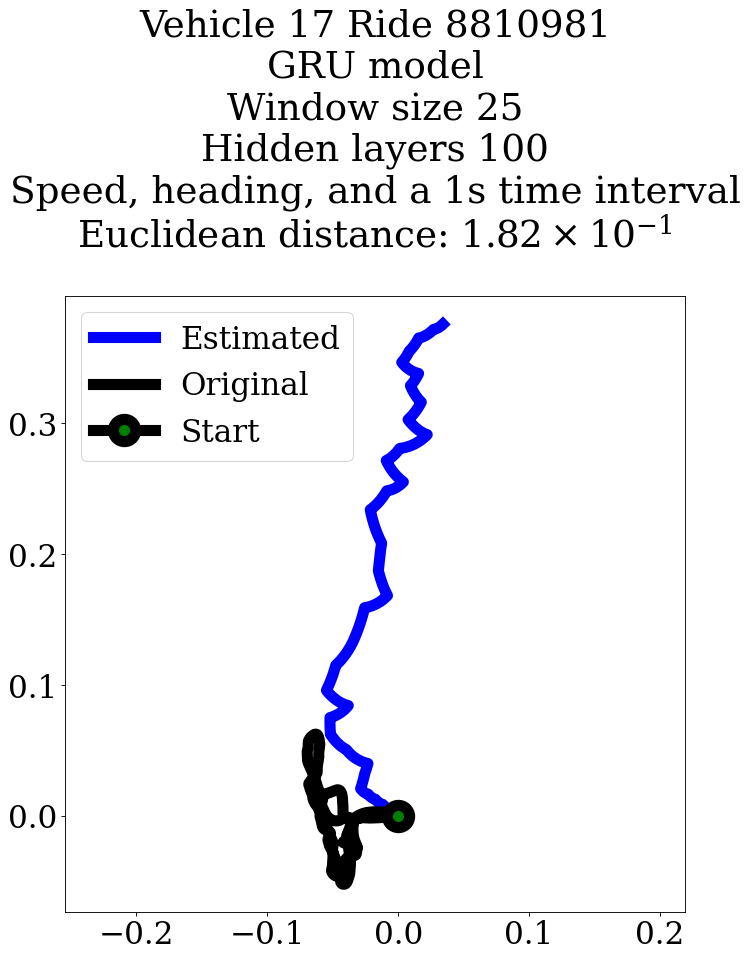 Vehicle 17 Ride 8810981
GRU model
Window size 25
Hidden layers 100
Speed, heading, and a 1s time interval
Euclidean distance: 1.82 × 10⁻¹
Estimated
Original
Start
0.3
0.2
0.1
0.0
−0.2 −0.1 0.0 0.1 0.2